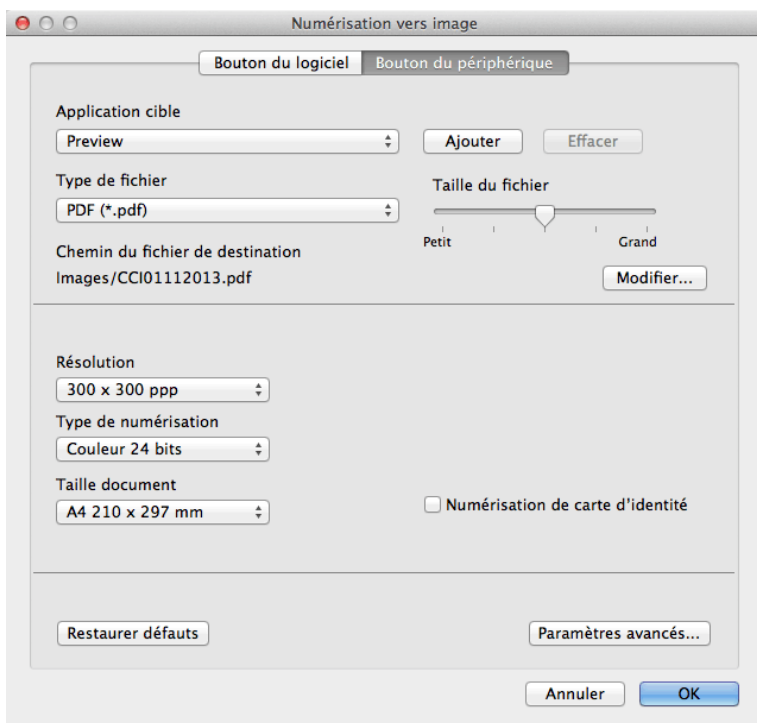 Numérisation vers image
Bouton du logiciel Bouton du périphérique
Application cible
Preview Ajouter Effacer
Type de fichier Taille du fichier
PDF (*.pdf)
Petit Grand
Chemin du fichier de destination
Images/CCI01112013.pdf Modifier...
Résolution
300 x 300 ppp
Type de numérisation
Couleur 24 bits
Taille document
A4 210 x 297 mm Numérisation de carte d'identité
Restaurer défauts Paramètres avancés...
Annuler OK